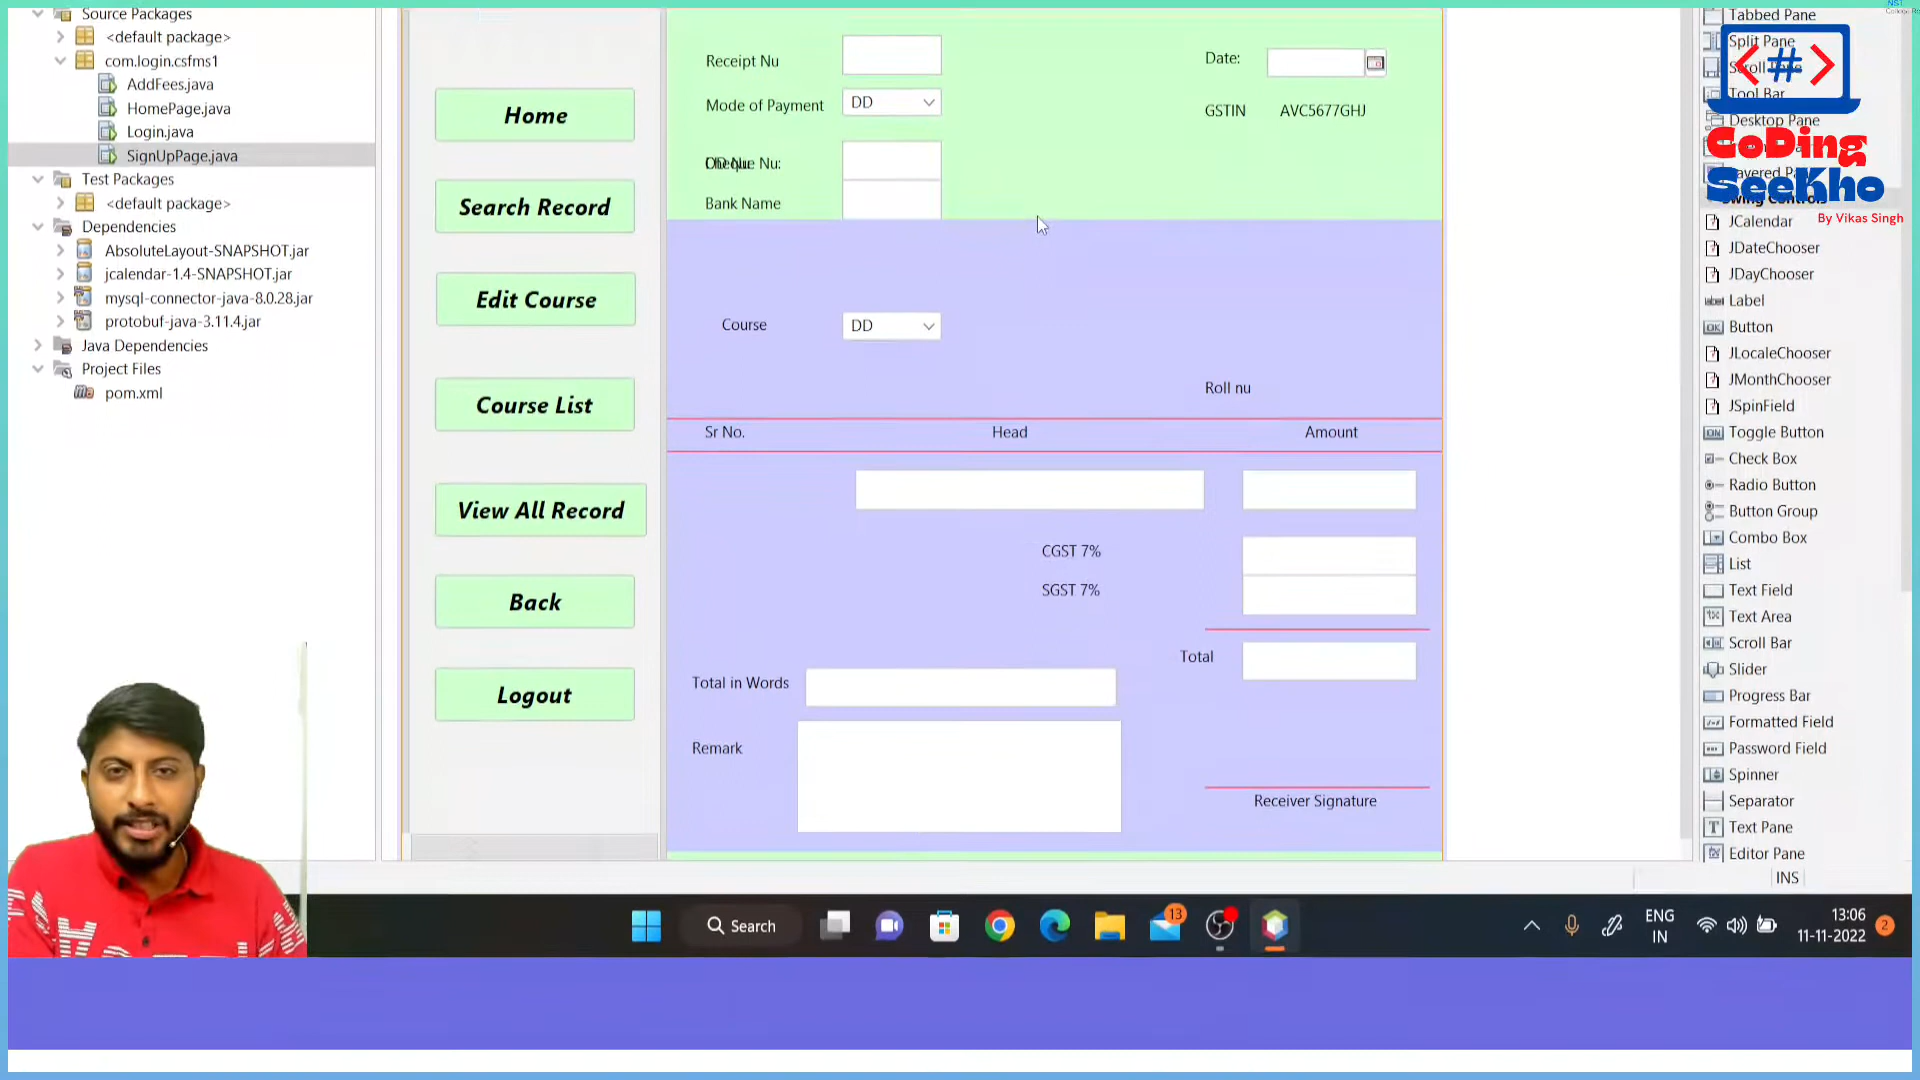 Source Packages
<default package>
com.login.csfms1
AddFees.java
HomePage.java
Login.java
SignUpPage.java
Test Packages
<default package>
Dependencies
AbsoluteLayout-SNAPSHOT.jar
jcalendar-1.4-SNAPSHOT.jar
mysql-connector-java-8.0.28.jar
protobuf-java-3.11.4.jar
Java Dependencies
Project Files
pom.xml
Home
Search Record
Edit Course
Course List
View All Record
Back
Logout
Receipt Nu
Date:
Mode of Payment DD
GSTIN AVC5677GHJ
Cheque Nu:
Bank Name
Course DD
Roll nu
Sr No. Head Amount
CGST 7%
SGST 7%
Total
Total in Words
Remark
Receiver Signature
Tabbed Pane
Split Pane
Tool Bar
Desktop Pane
<#>
CoDing
SeeKho
By Vikas Singh
JCalendar
JDateChooser
JDayChooser
Label
Button
JLocaleChooser
JMonthChooser
JSpinField
Toggle Button
Check Box
Radio Button
Button Group
Combo Box
List
Text Field
Text Area
Scroll Bar
Slider
Progress Bar
Formatted Field
Password Field
Spinner
Separator
Text Pane
Editor Pane
INS
Search
13
ENG
IN
13:06
11-11-2022
2